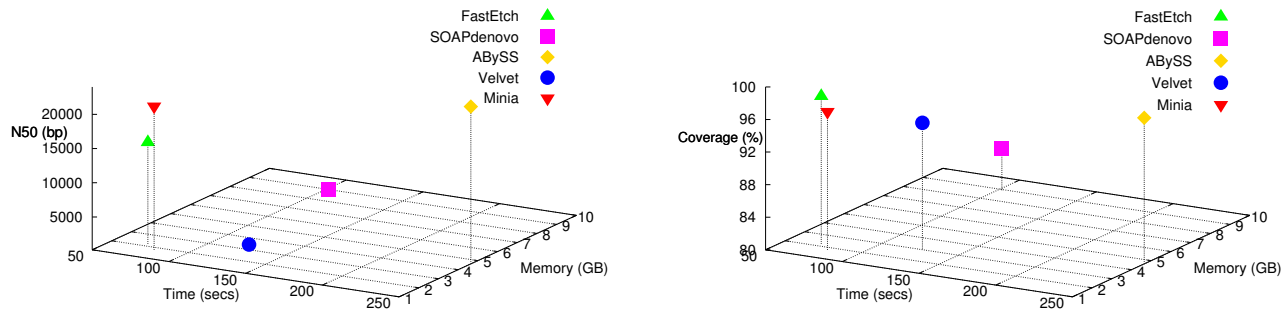 FastEtch
SOAPdenovo
ABySS
Velvet
Minia
N50 (bp)
20000
15000
10000
5000
50
100
150
200
250
Time (secs)
1
2
3
4
5
6
7
8
9
10
Memory (GB)
FastEtch
SOAPdenovo
ABySS
Velvet
Minia
Coverage (%)
100
96
92
88
84
80
50
100
150
200
250
Time (secs)
1
2
3
4
5
6
7
8
9
10
Memory (GB)